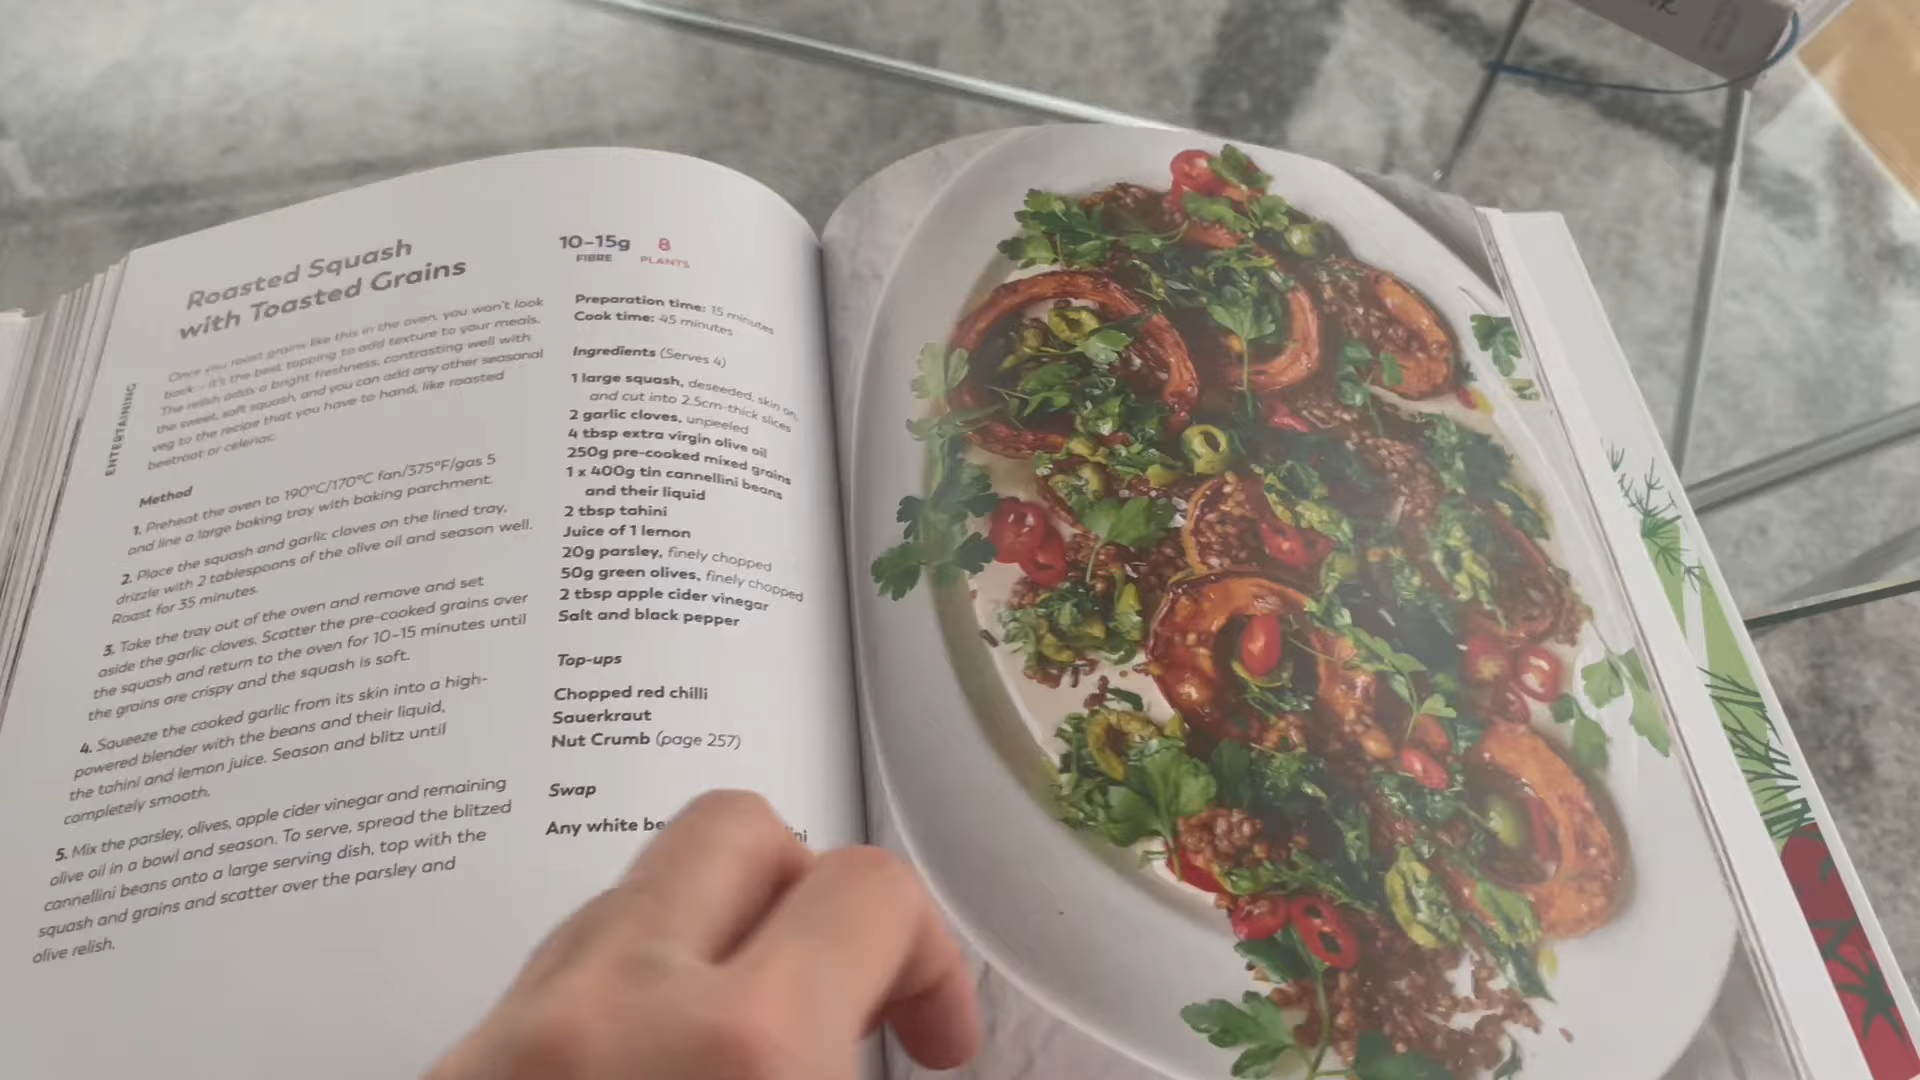 Roasted Squash
with Toasted Grains
Once you roast grains like this in the oven, you won't look
back – it's the best topping to add texture to your meals.
The relish adds a bright freshness, contrasting well with
the sweet, soft squash, and you can add any other seasonal
veg to the recipe that you have to hand, like roasted
beetroot or celeriac.
ENTERTAINING
Method
1. Preheat the oven to 190°C/170°C fan/375°F/gas 5
and line a large baking tray with baking parchment.
2. Place the squash and garlic cloves on the lined tray,
drizzle with 2 tablespoons of the olive oil and season well.
Roast for 35 minutes.
3. Take the tray out of the oven and remove and set
aside the garlic cloves. Scatter the pre-cooked grains over
the squash and return to the oven for 10–15 minutes until
the grains are crispy and the squash is soft.
4. Squeeze the cooked garlic from its skin into a high-
powered blender with the beans and their liquid,
the tahini and lemon juice. Season and blitz until
completely smooth.
5. Mix the parsley, olives, apple cider vinegar and remaining
olive oil in a bowl and season. To serve, spread the blitzed
cannellini beans onto a large serving dish, top with the
squash and grains and scatter over the parsley and
olive relish.
10–15g
FIBRE
8
PLANTS
Preparation time: 15 minutes
Cook time: 45 minutes
Ingredients (Serves 4)
1 large squash, deseeded, skin on,
and cut into 2.5cm-thick slices
2 garlic cloves, unpeeled
4 tbsp extra virgin olive oil
250g pre-cooked mixed grains
1 x 400g tin cannellini beans
and their liquid
2 tbsp tahini
Juice of 1 lemon
20g parsley, finely chopped
50g green olives, finely chopped
2 tbsp apple cider vinegar
Salt and black pepper
Top-ups
Chopped red chilli
Sauerkraut
Nut Crumb (page 257)
Swap
Any white